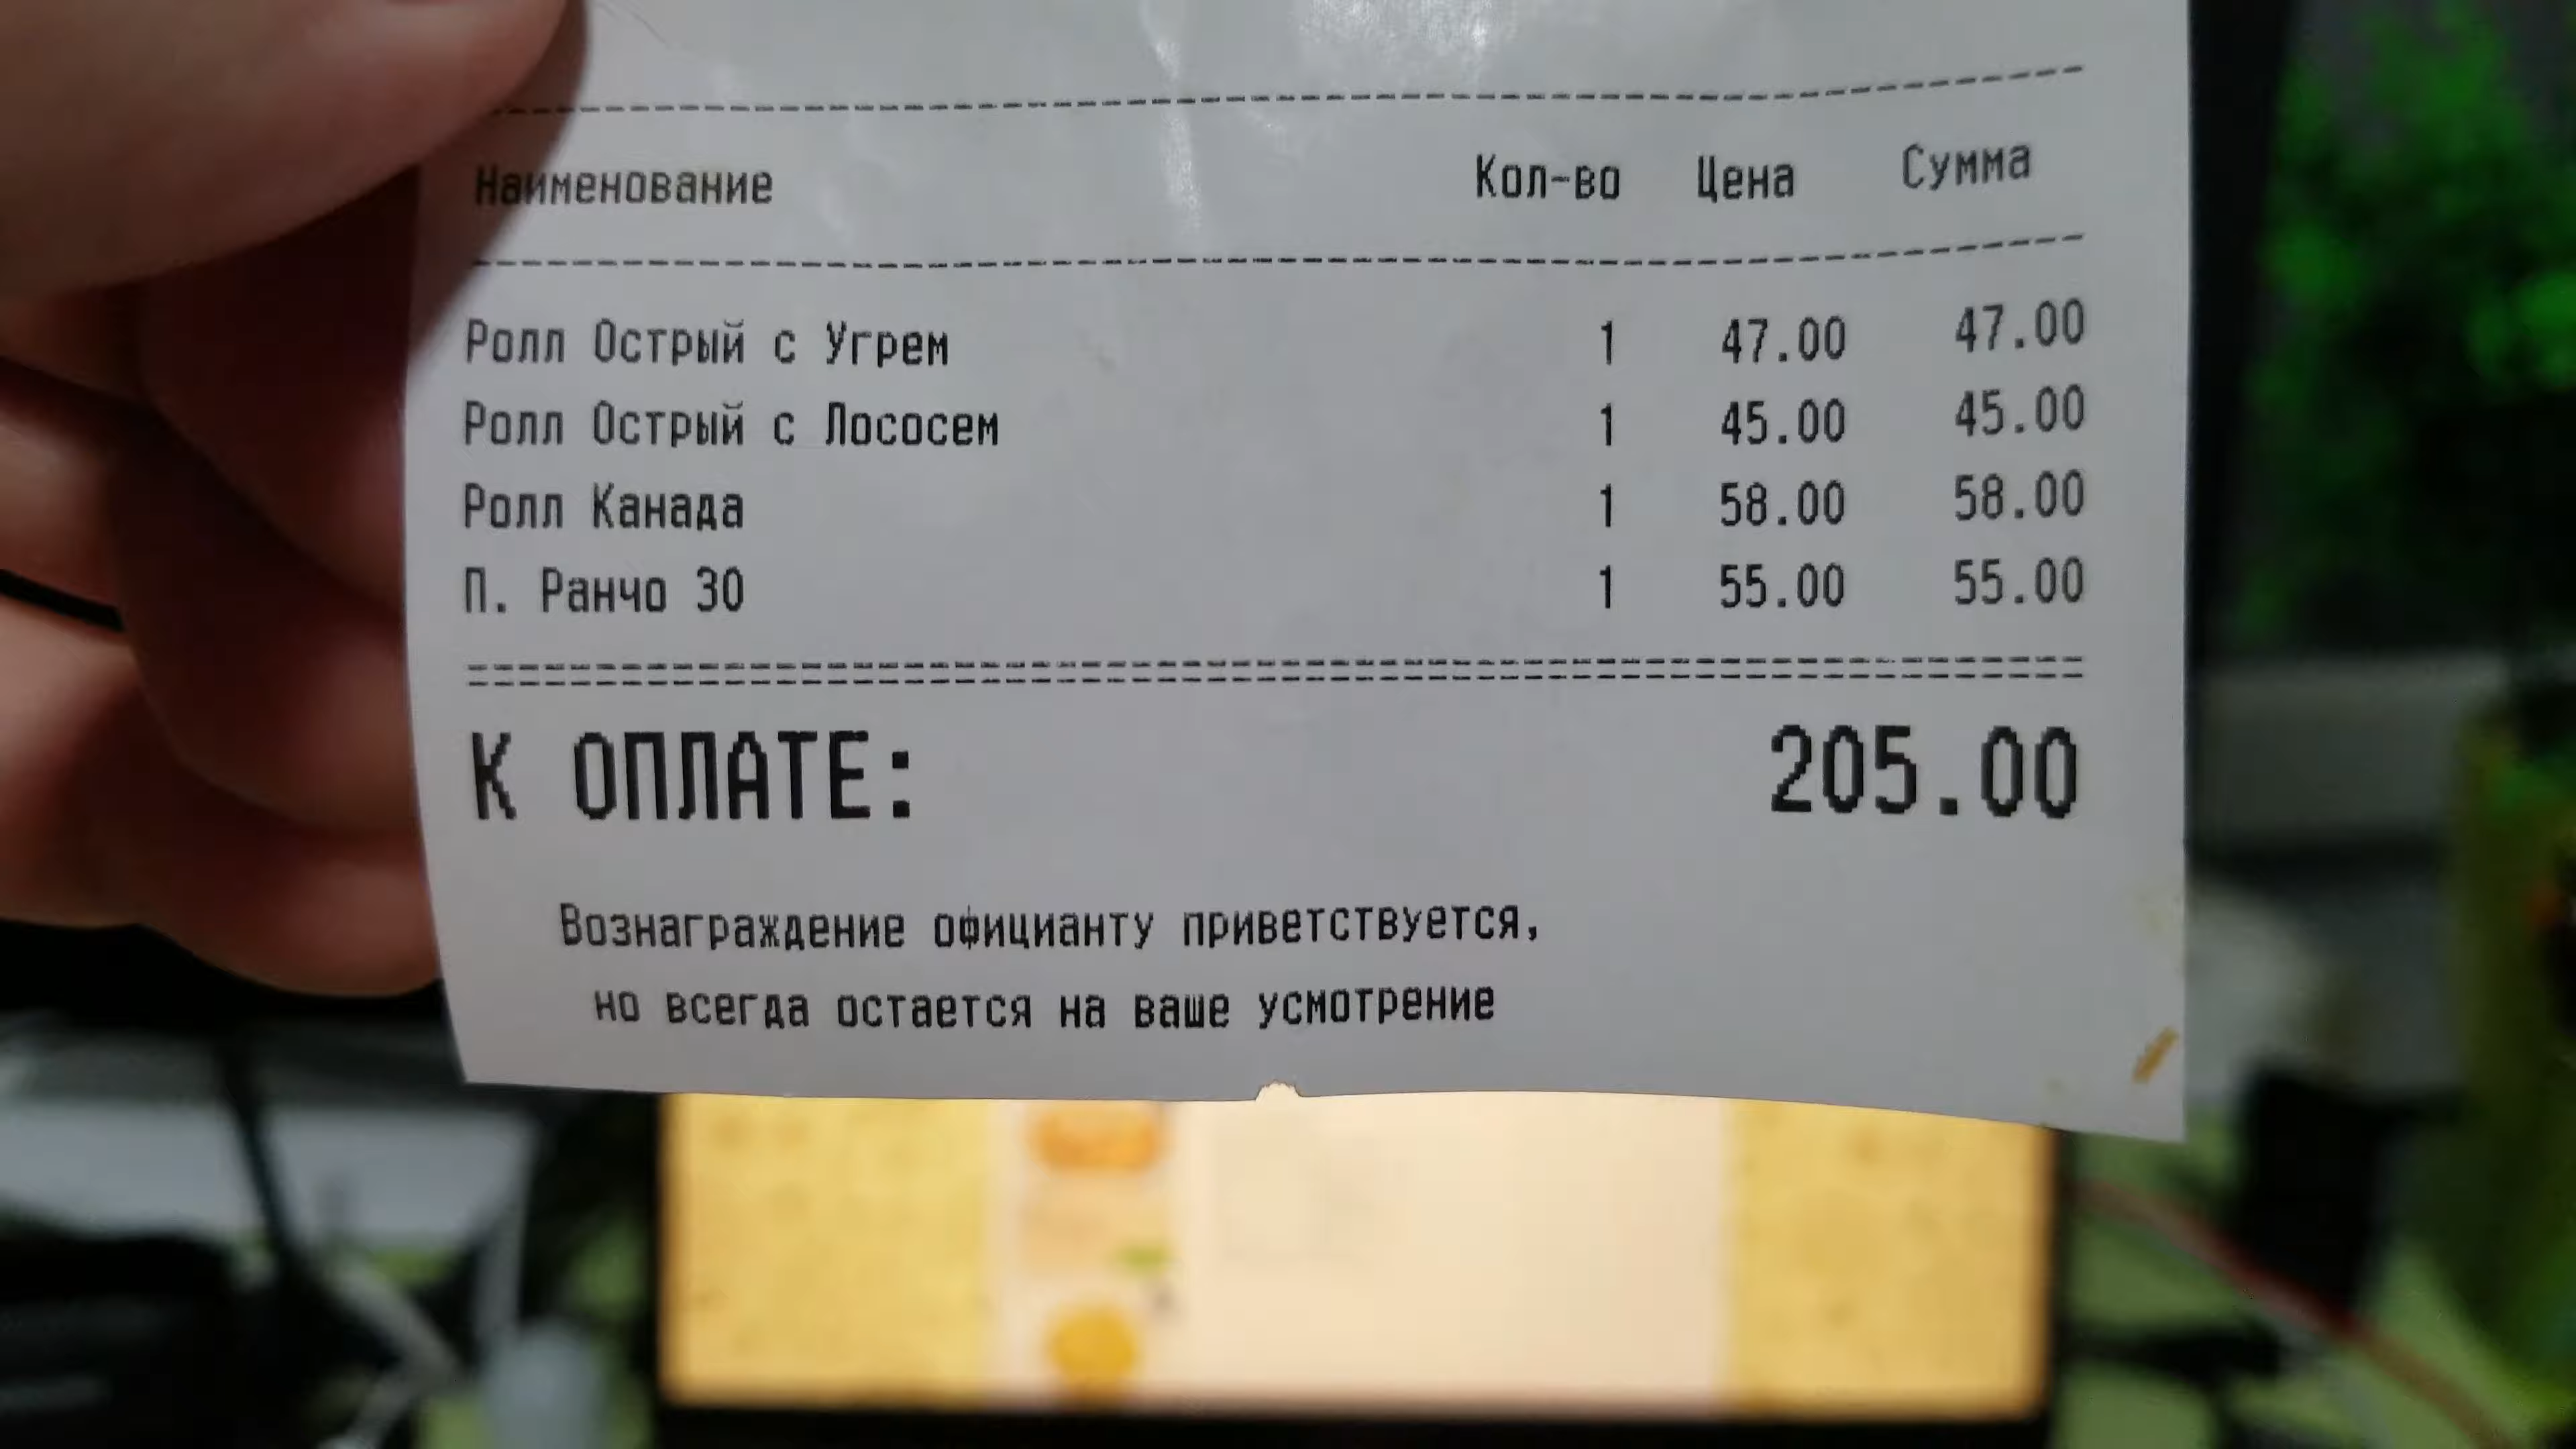 Наименование Кол-во Цена Сумма
Ролл Острый с Угрем 1 47.00 47.00
Ролл Острый с Лососем 1 45.00 45.00
Ролл Канада 1 58.00 58.00
П. Ранчо 30 1 55.00 55.00
К ОПЛАТЕ: 205.00
Вознаграждение официанту приветствуется,
но всегда остается на ваше усмотрение